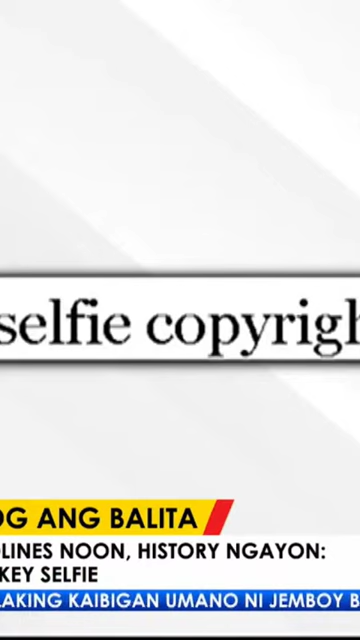 selfie copyrigh
OG ANG BALITA
LINES NOON, HISTORY NGAYON:
KEY SELFIE
LAKING KAIBIGAN UMANO NI JEMBOY B